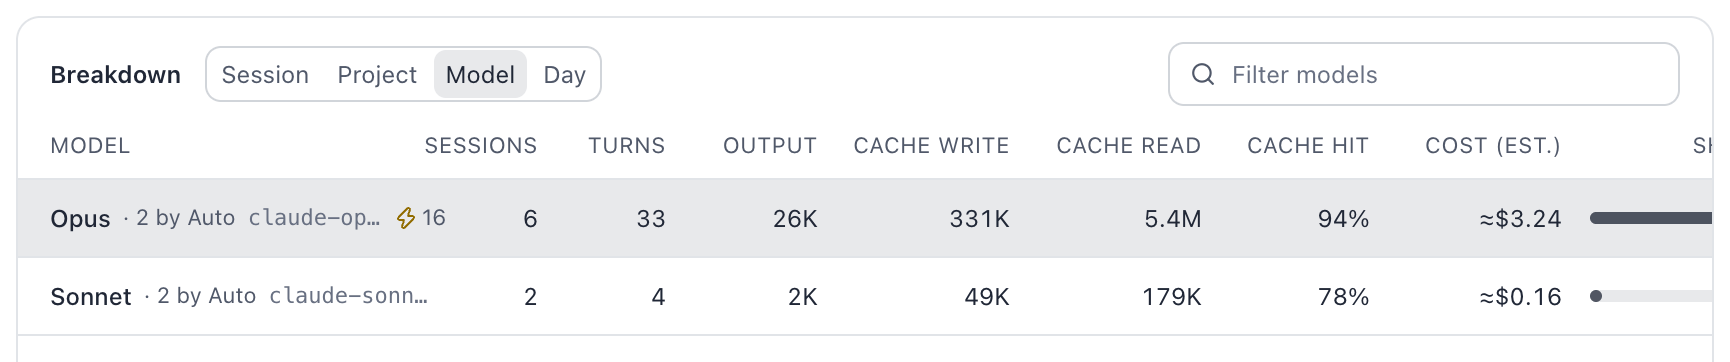 Breakdown Session Project Model Day Filter models
MODEL SESSIONS TURNS OUTPUT CACHE WRITE CACHE READ CACHE HIT COST (EST.)
Opus · 2 by Auto claude-op… 16 6 33 26K 331K 5.4M 94% ≈$3.24
Sonnet · 2 by Auto claude-sonn… 2 4 2K 49K 179K 78% ≈$0.16